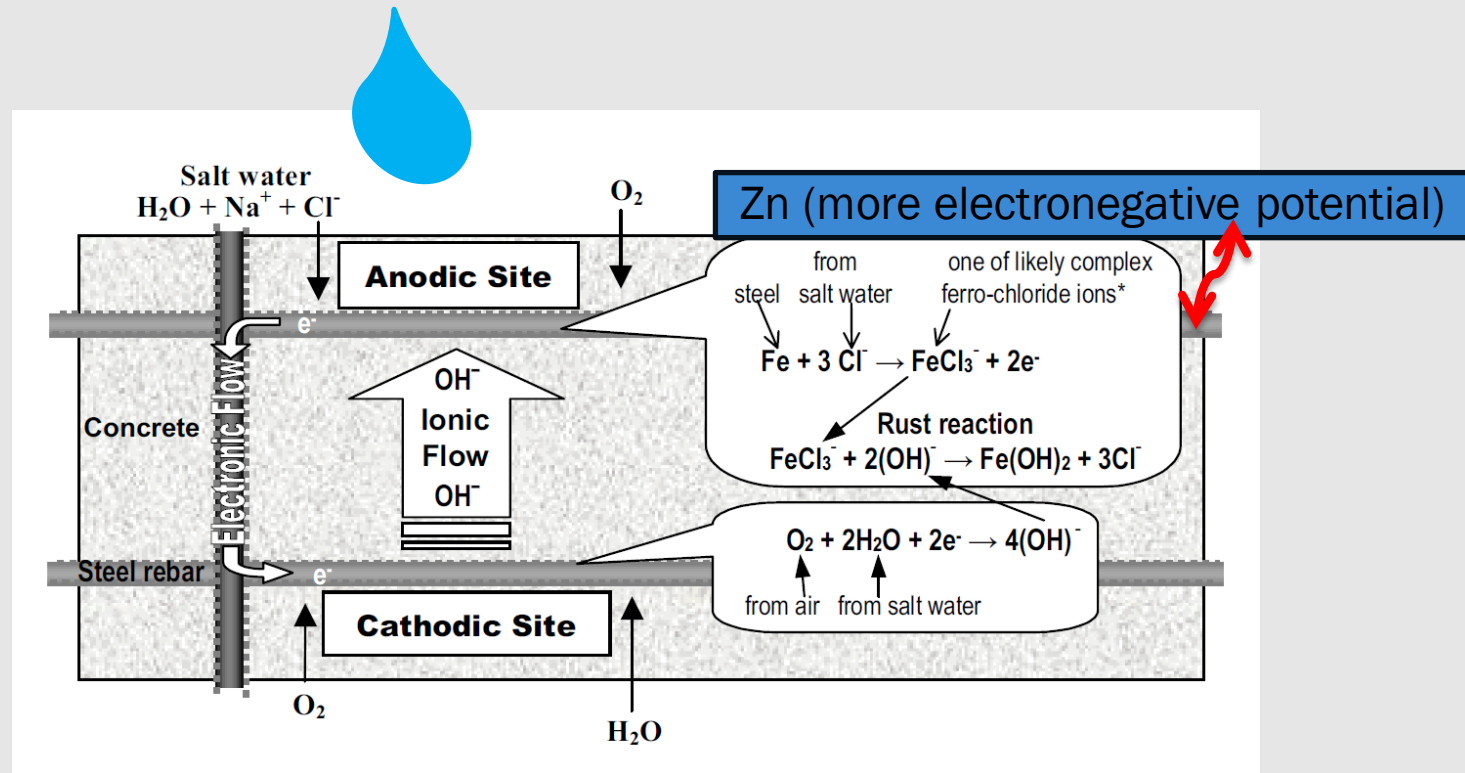 Salt water
H₂O + Na⁺ + Cl⁻
O₂
Zn (more electronegative potential)
Anodic Site
from
one of likely complex
steel
salt water
ferro-chloride ions*
e⁻
Fe + 3 Cl⁻ → FeCl₃⁻ + 2e-
OH⁻
Ionic
Flow
OH⁻
Electronic Flow
Concrete
Rust reaction
FeCl₃⁻ + 2(OH)⁻ → Fe(OH)₂ + 3Cl⁻
O₂ + 2H₂O + 2e- → 4(OH)⁻
from air
from salt water
Steel rebar
e⁻
Cathodic Site
O₂
H₂O